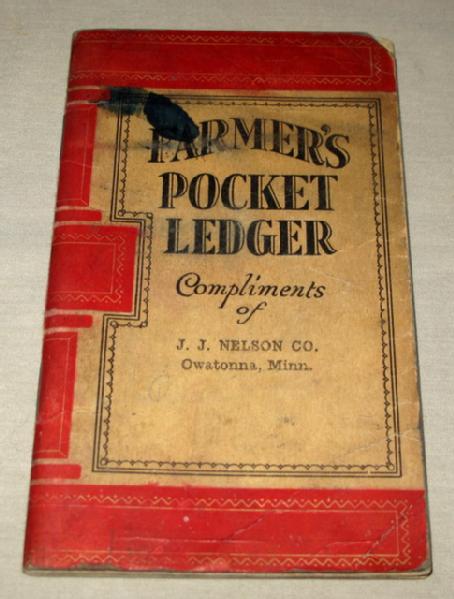 FARMER'S
POCKET
LEDGER
Compliments
of
J. J. NELSON CO.
Owatonna, Minn.